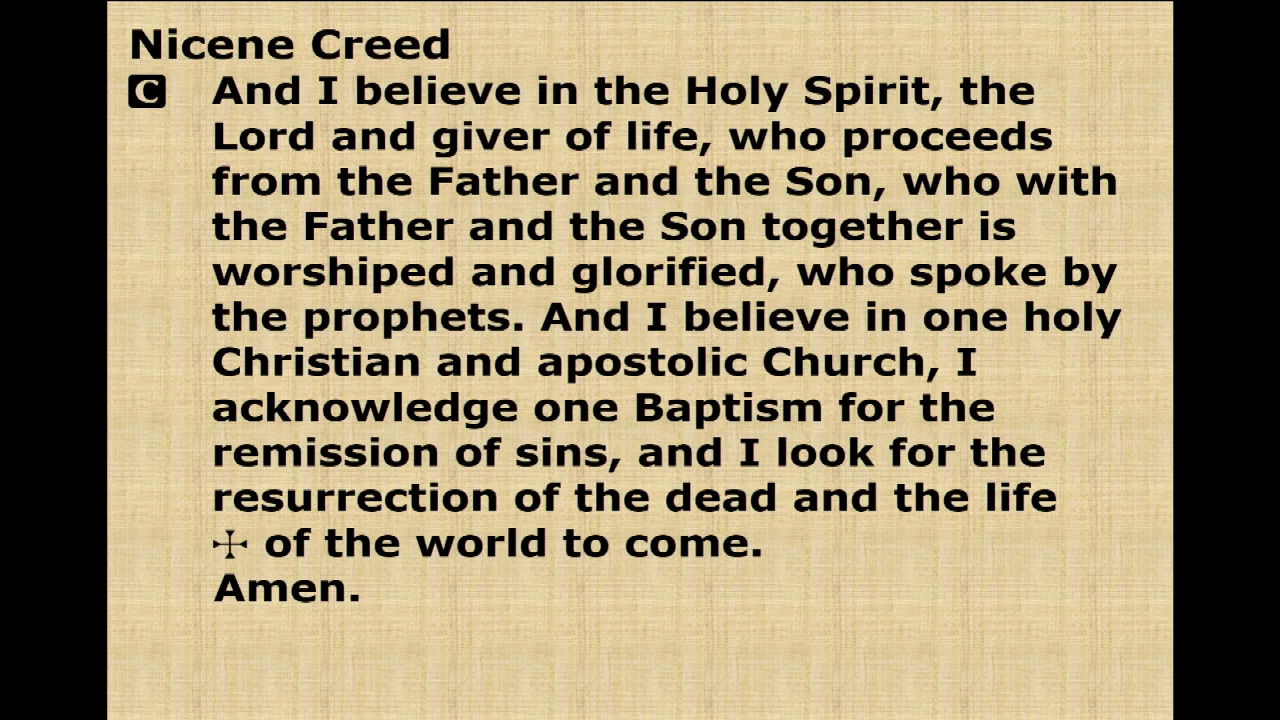 Nicene Creed
C And I believe in the Holy Spirit, the
Lord and giver of life, who proceeds
from the Father and the Son, who with
the Father and the Son together is
worshiped and glorified, who spoke by
the prophets. And I believe in one holy
Christian and apostolic Church, I
acknowledge one Baptism for the
remission of sins, and I look for the
resurrection of the dead and the life
☩ of the world to come.
Amen.